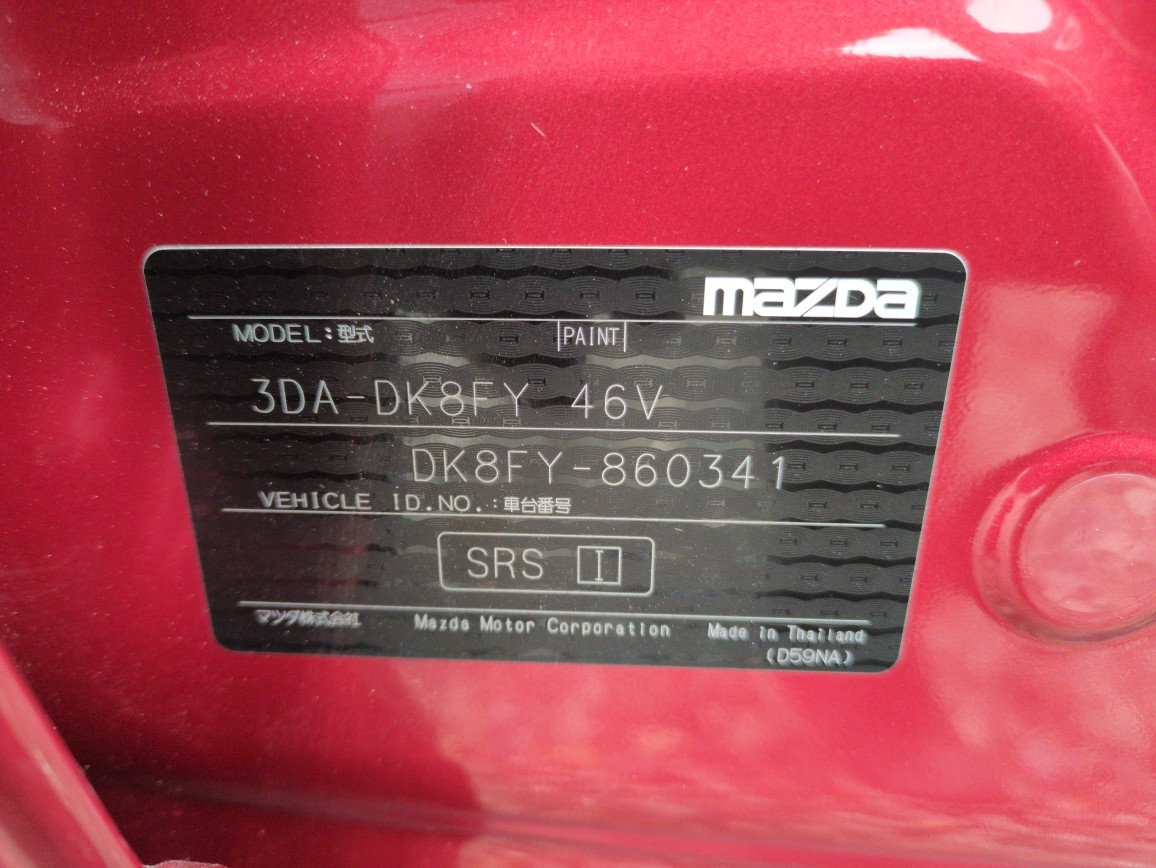 mazda
MODEL:型式 PAINT
3DA-DK8FY 46V
DK8FY-860341
VEHICLE ID.NO.:車台番号
SRS I
マツダ株式会社 Mazda Motor Corporation Made in Thailand
(D59NA)